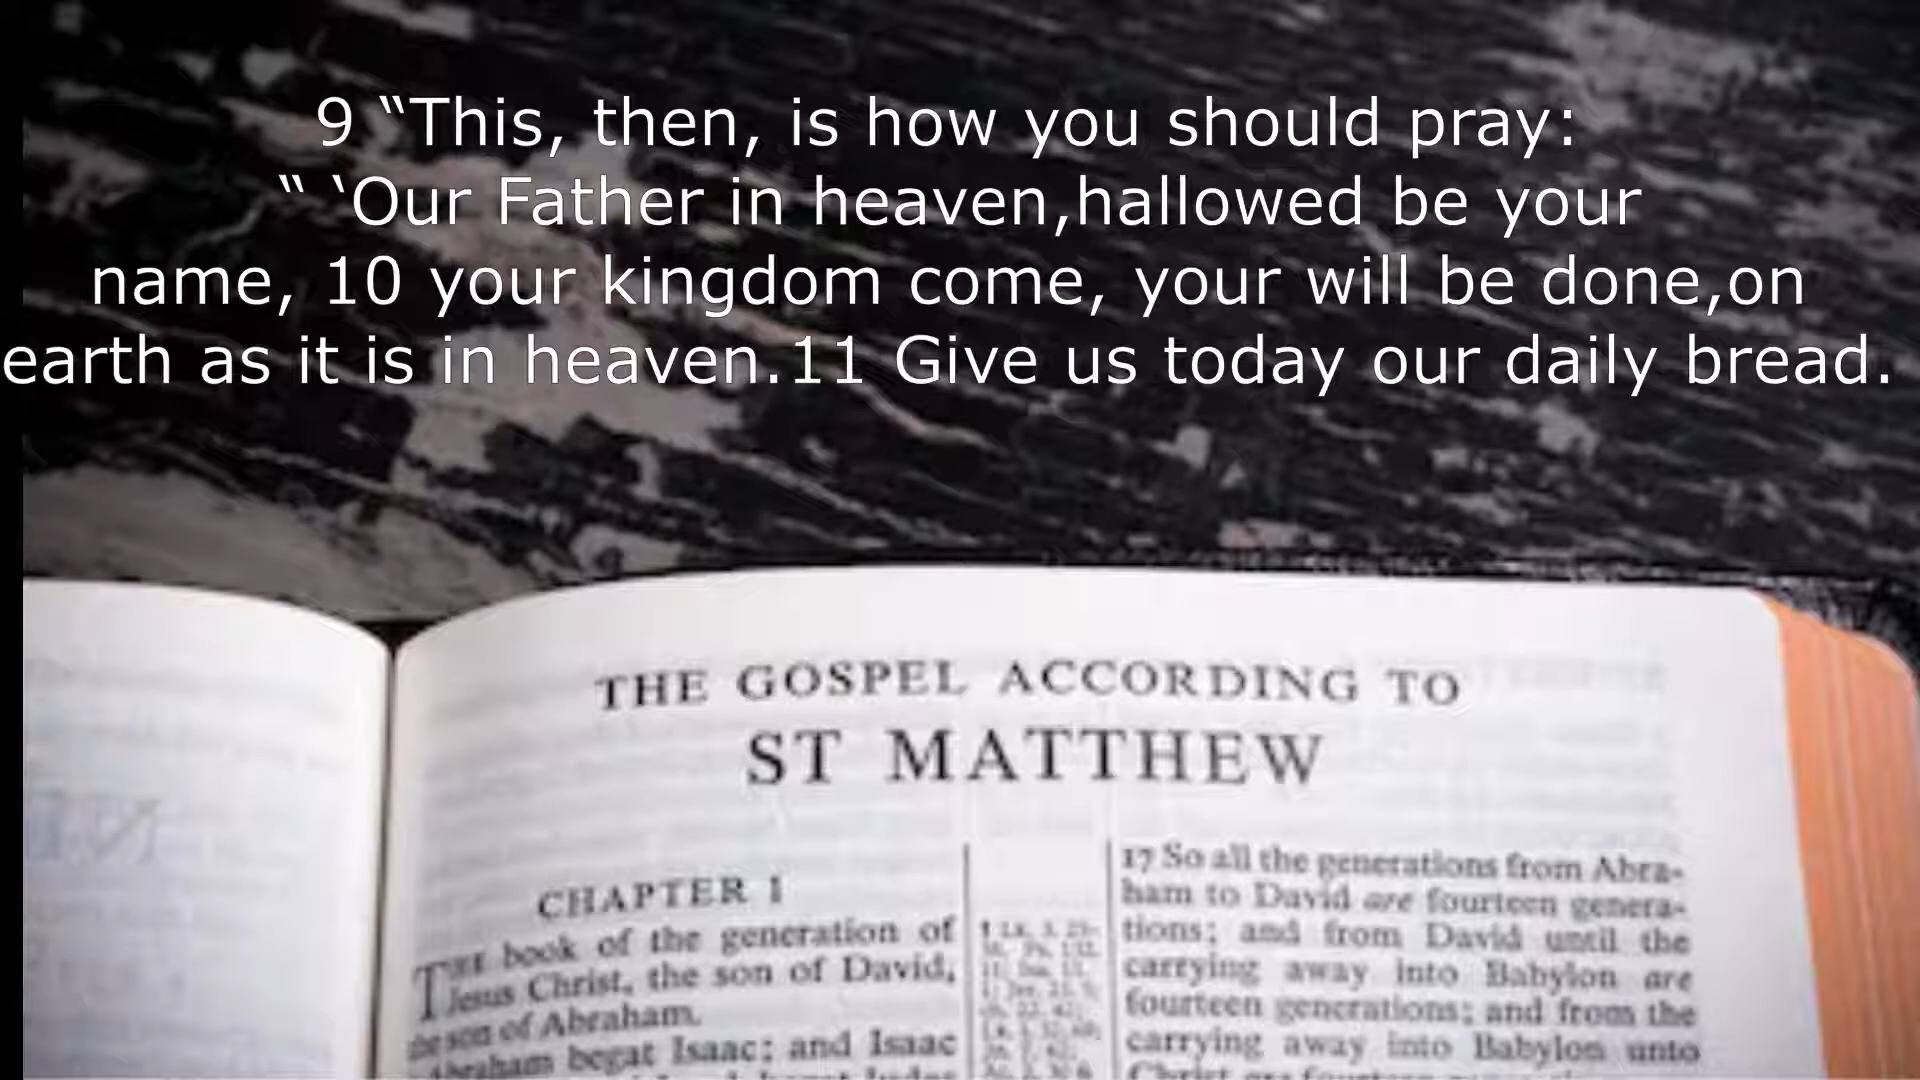 9 “This, then, is how you should pray:
“ ‘Our Father in heaven,hallowed be your
name, 10 your kingdom come, your will be done,on
earth as it is in heaven.11 Give us today our daily bread.
THE GOSPEL ACCORDING TO
ST MATTHEW
CHAPTER 1
THE book of the generation of
Jesus Christ, the son of David,
the son of Abraham.
Abraham begat Isaac; and Isaac
17 So all the generations from Abra-
ham to David are fourteen genera-
tions; and from David until the
carrying away into Babylon are
fourteen generations; and from the
carrying away into Babylon unto